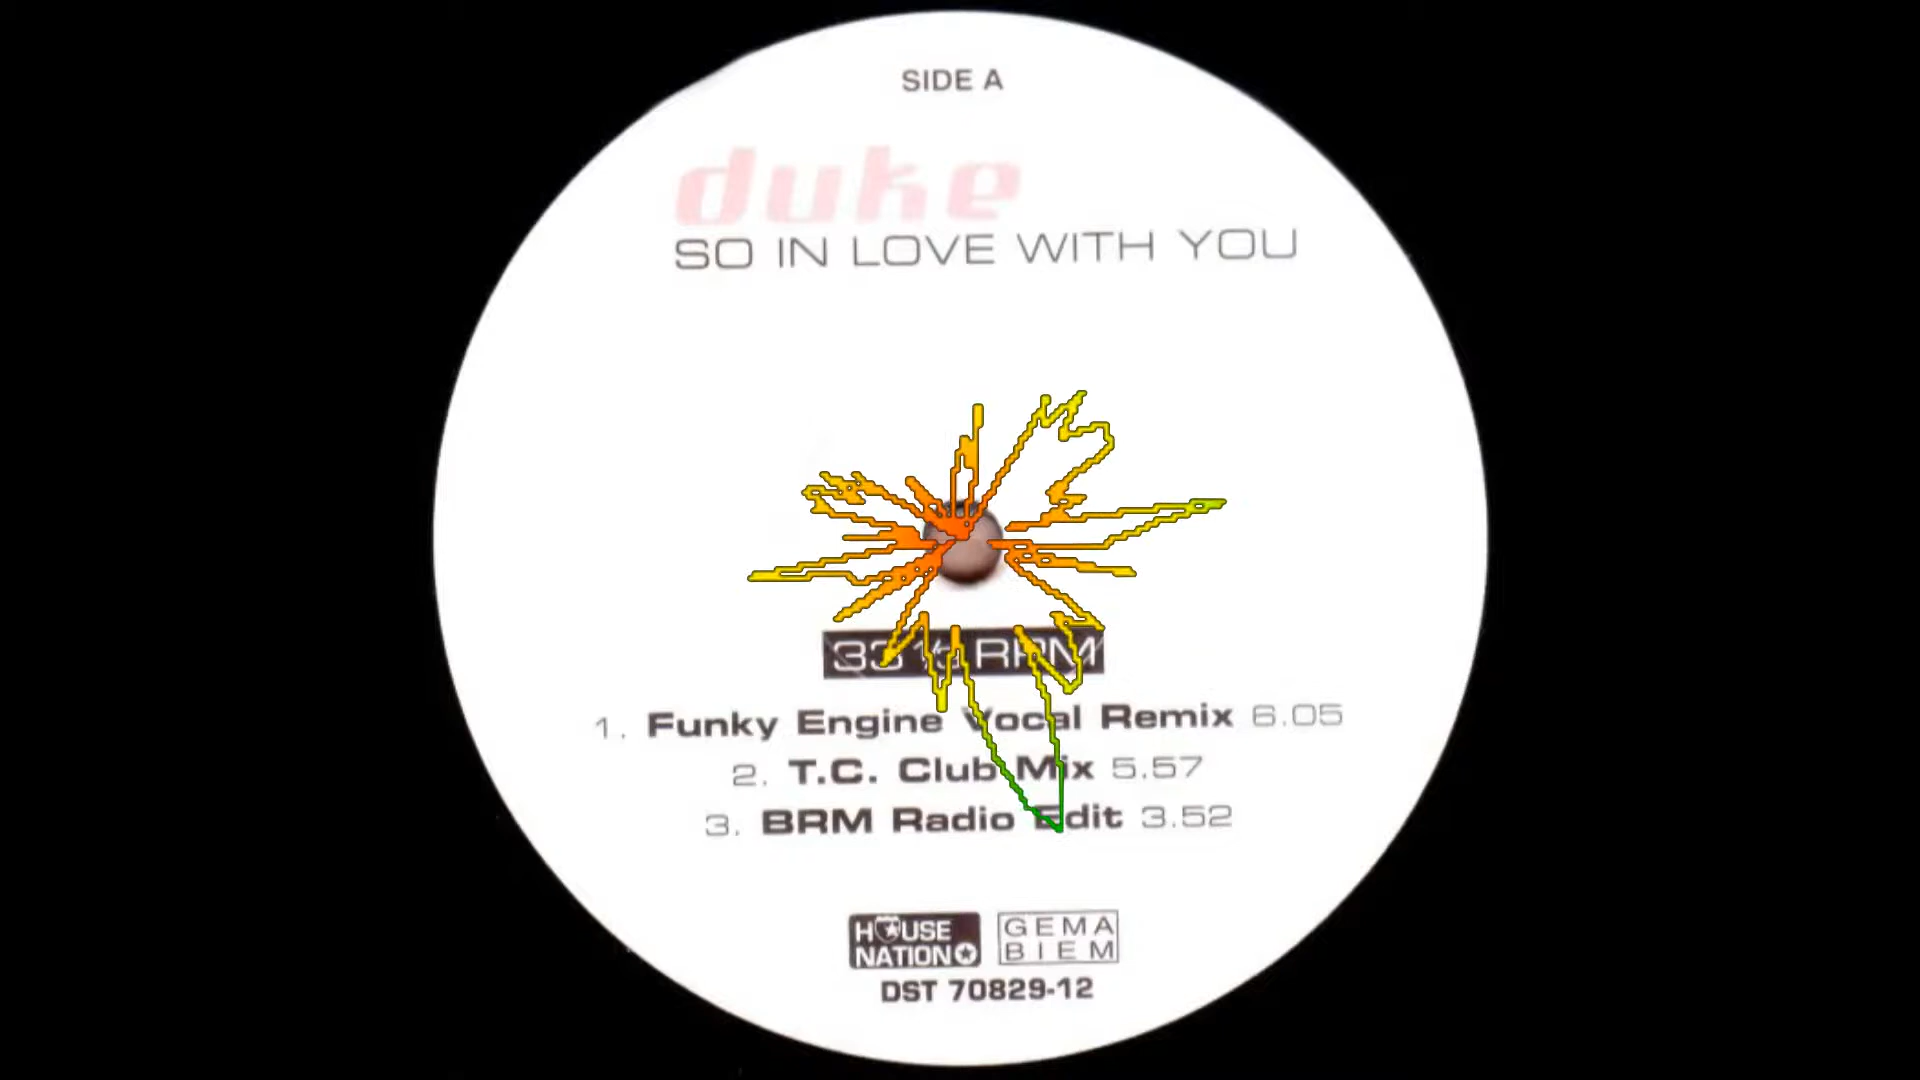 SIDE A
duke
SO IN LOVE WITH YOU
33 ⅓ RPM
1. Funky Engine Vocal Remix 6.05
2. T.C. Club Mix 5.57
3. BRM Radio Edit 3.52
HOUSE
NATION
GEMA
BIEM
DST 70829-12